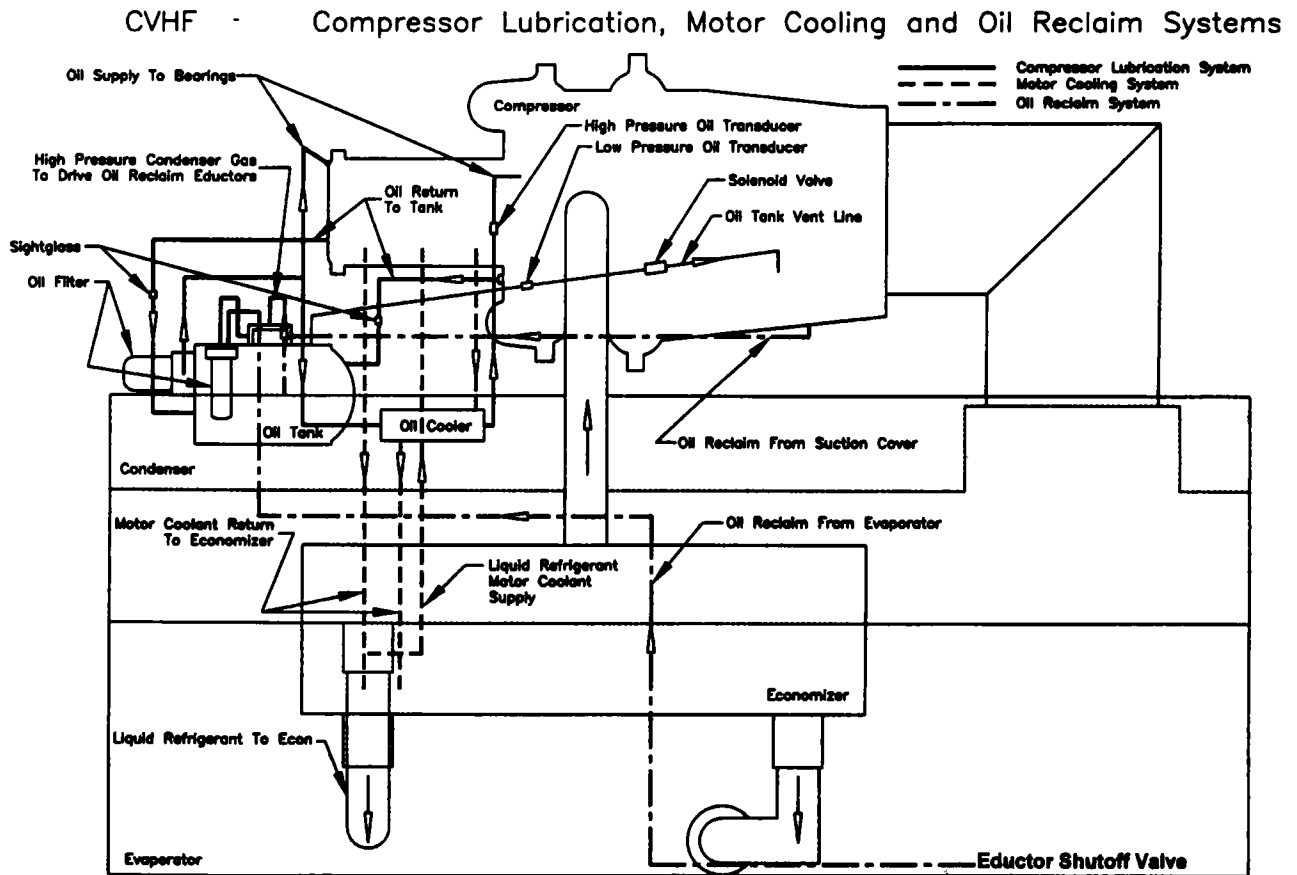 CVHF - Compressor Lubrication, Motor Cooling and Oil Reclaim Systems
Oil Supply To Bearings
Compressor
Compressor Lubrication System
Motor Cooling System
Oil Reclaim System
High Pressure Oil Transducer
Low Pressure Oil Transducer
High Pressure Condenser Gas
To Drive Oil Reclaim Eductors
Solenoid Valve
Oil Return
To Tank
Oil Tank Vent Line
Sightglass
Oil Filter
Oil Tank
Oil Cooler
Oil Reclaim From Suction Cover
Condenser
Motor Coolant Return
To Economizer
Oil Reclaim From Evaporator
Liquid Refrigerant
Motor Coolant
Supply
Economizer
Liquid Refrigerant To Econ
Evaporator
Eductor Shutoff Valve